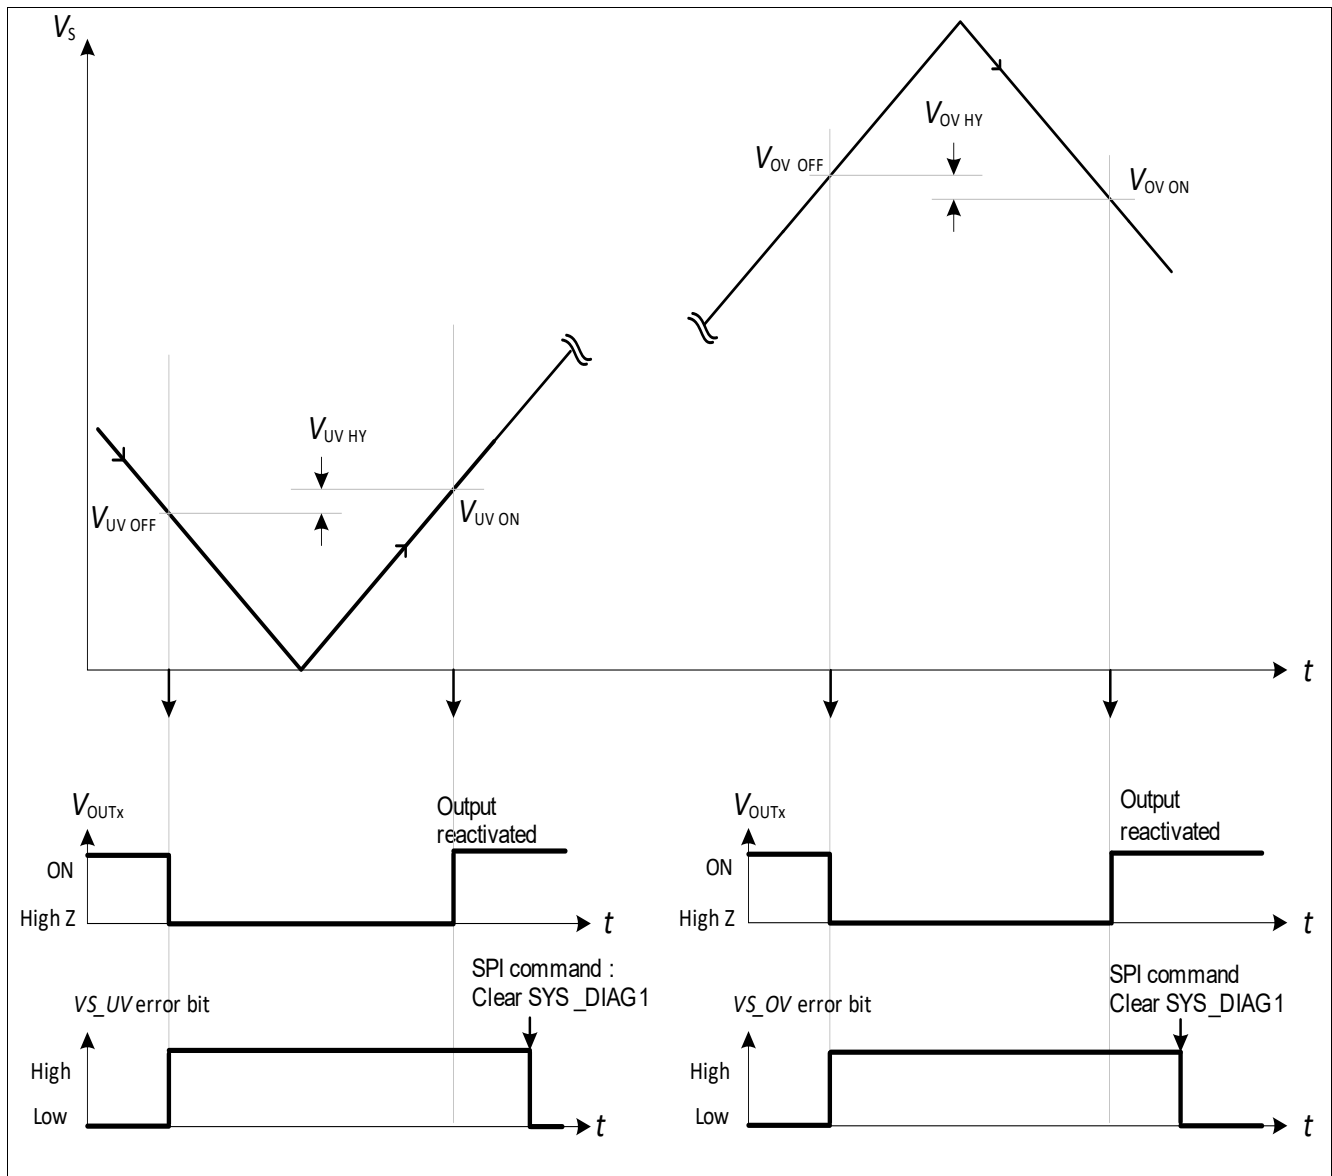 VS
VOV HY
VOV OFF
VOV ON
VUV HY
VUV OFF
VUV ON
t
VOUTx
Output
reactivated
ON
High Z
t
VOUTx
Output
reactivated
ON
High Z
t
SPI command :
Clear SYS_DIAG1
VS_UV error bit
High
Low
t
SPI command
Clear SYS_DIAG1
VS_OV error bit
High
Low
t